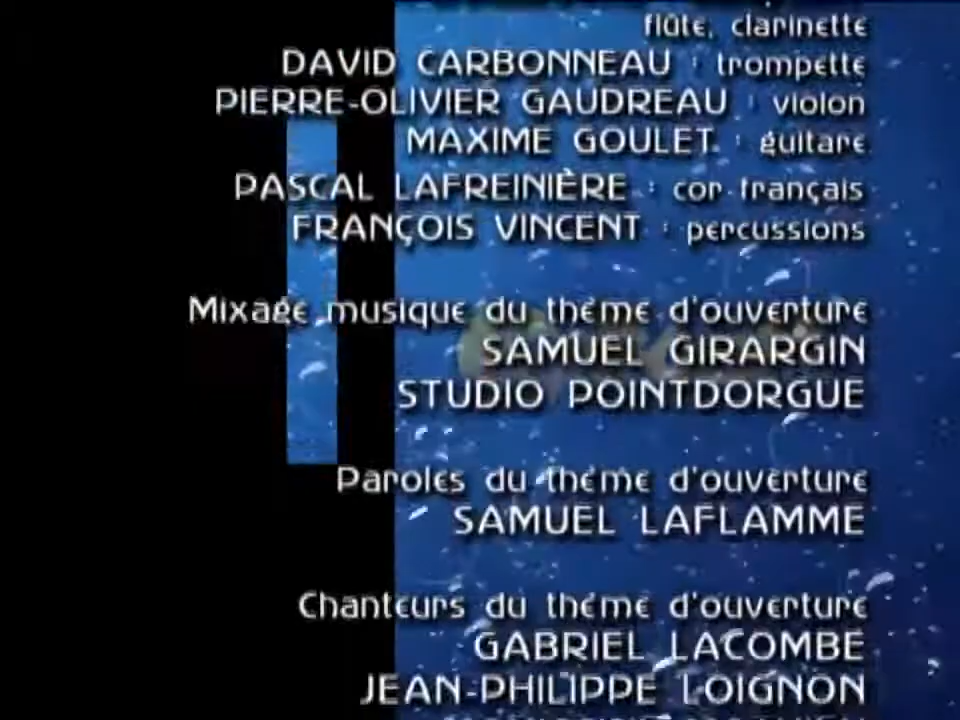 flûte, clarinette
DAVID CARBONNEAU : trompette
PIERRE-OLIVIER GAUDREAU : violon
MAXIME GOULET : guitare
PASCAL LAFREINIÈRE : cor français
FRANÇOIS VINCENT : percussions
Mixage musique du thème d'ouverture
SAMUEL GIRARGIN
STUDIO POINTDORGUE
Paroles du thème d'ouverture
SAMUEL LAFLAMME
Chanteurs du thème d'ouverture
GABRIEL LACOMBE
JEAN-PHILIPPE LOIGNON